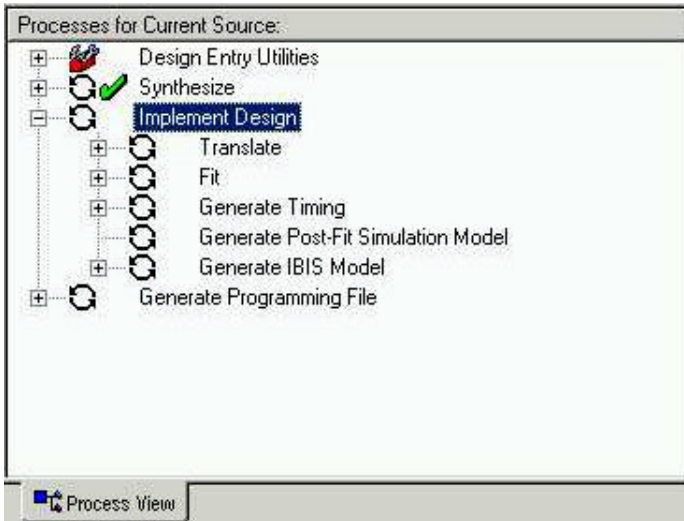 Processes for Current Source:
Design Entry Utilities
Synthesize
Implement Design
Translate
Fit
Generate Timing
Generate Post-Fit Simulation Model
Generate IBIS Model
Generate Programming File
Process View